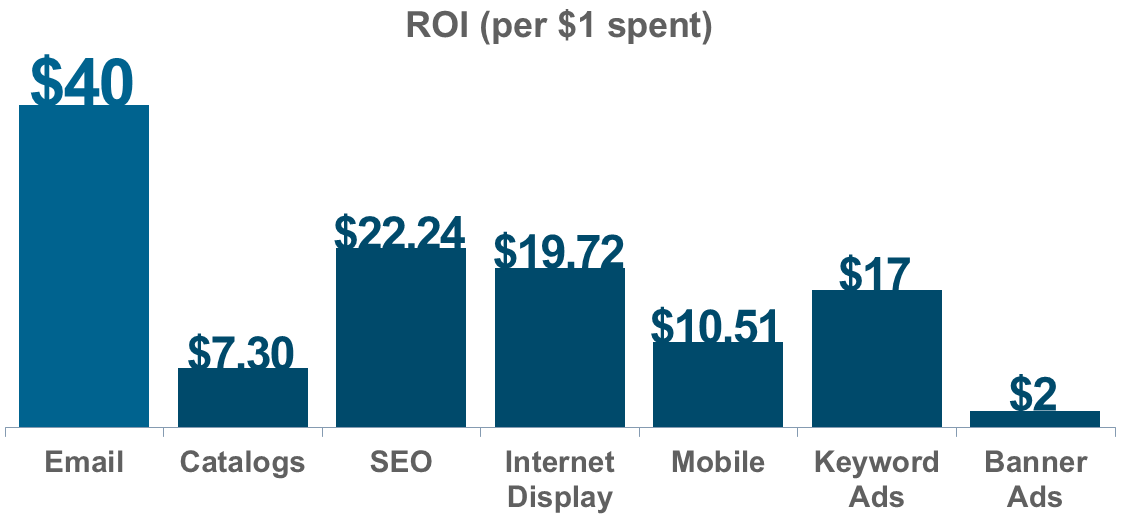 ROI (per $1 spent)
$40
$7.30
$22.24
$19.72
$10.51
$17
$2
Email
Catalogs
SEO
Internet
Display
Mobile
Keyword
Ads
Banner
Ads